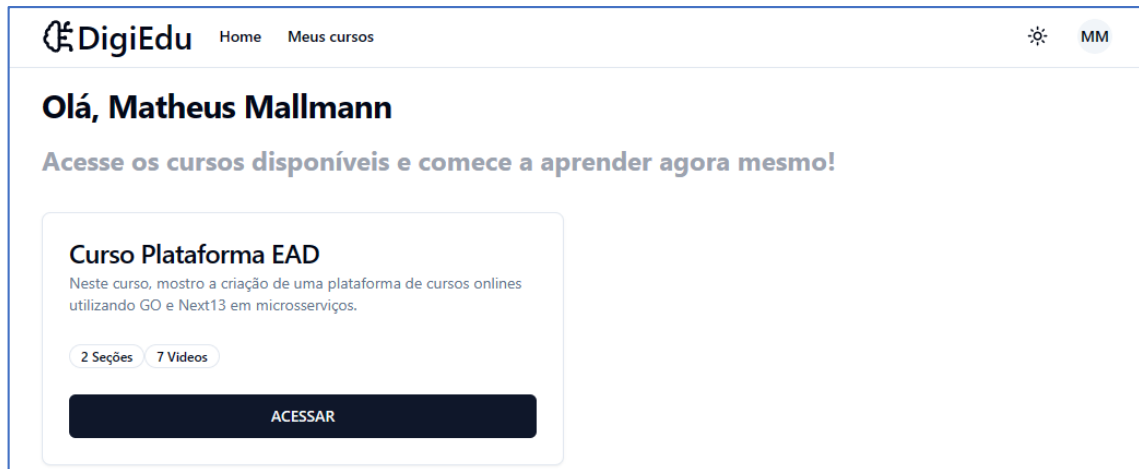 DigiEdu Home Meus cursos MM
Olá, Matheus Mallmann
Acesse os cursos disponíveis e comece a aprender agora mesmo!
Curso Plataforma EAD
Neste curso, mostro a criação de uma plataforma de cursos onlines
utilizando GO e Next13 em microsserviços.
2 Seções 7 Videos
ACESSAR